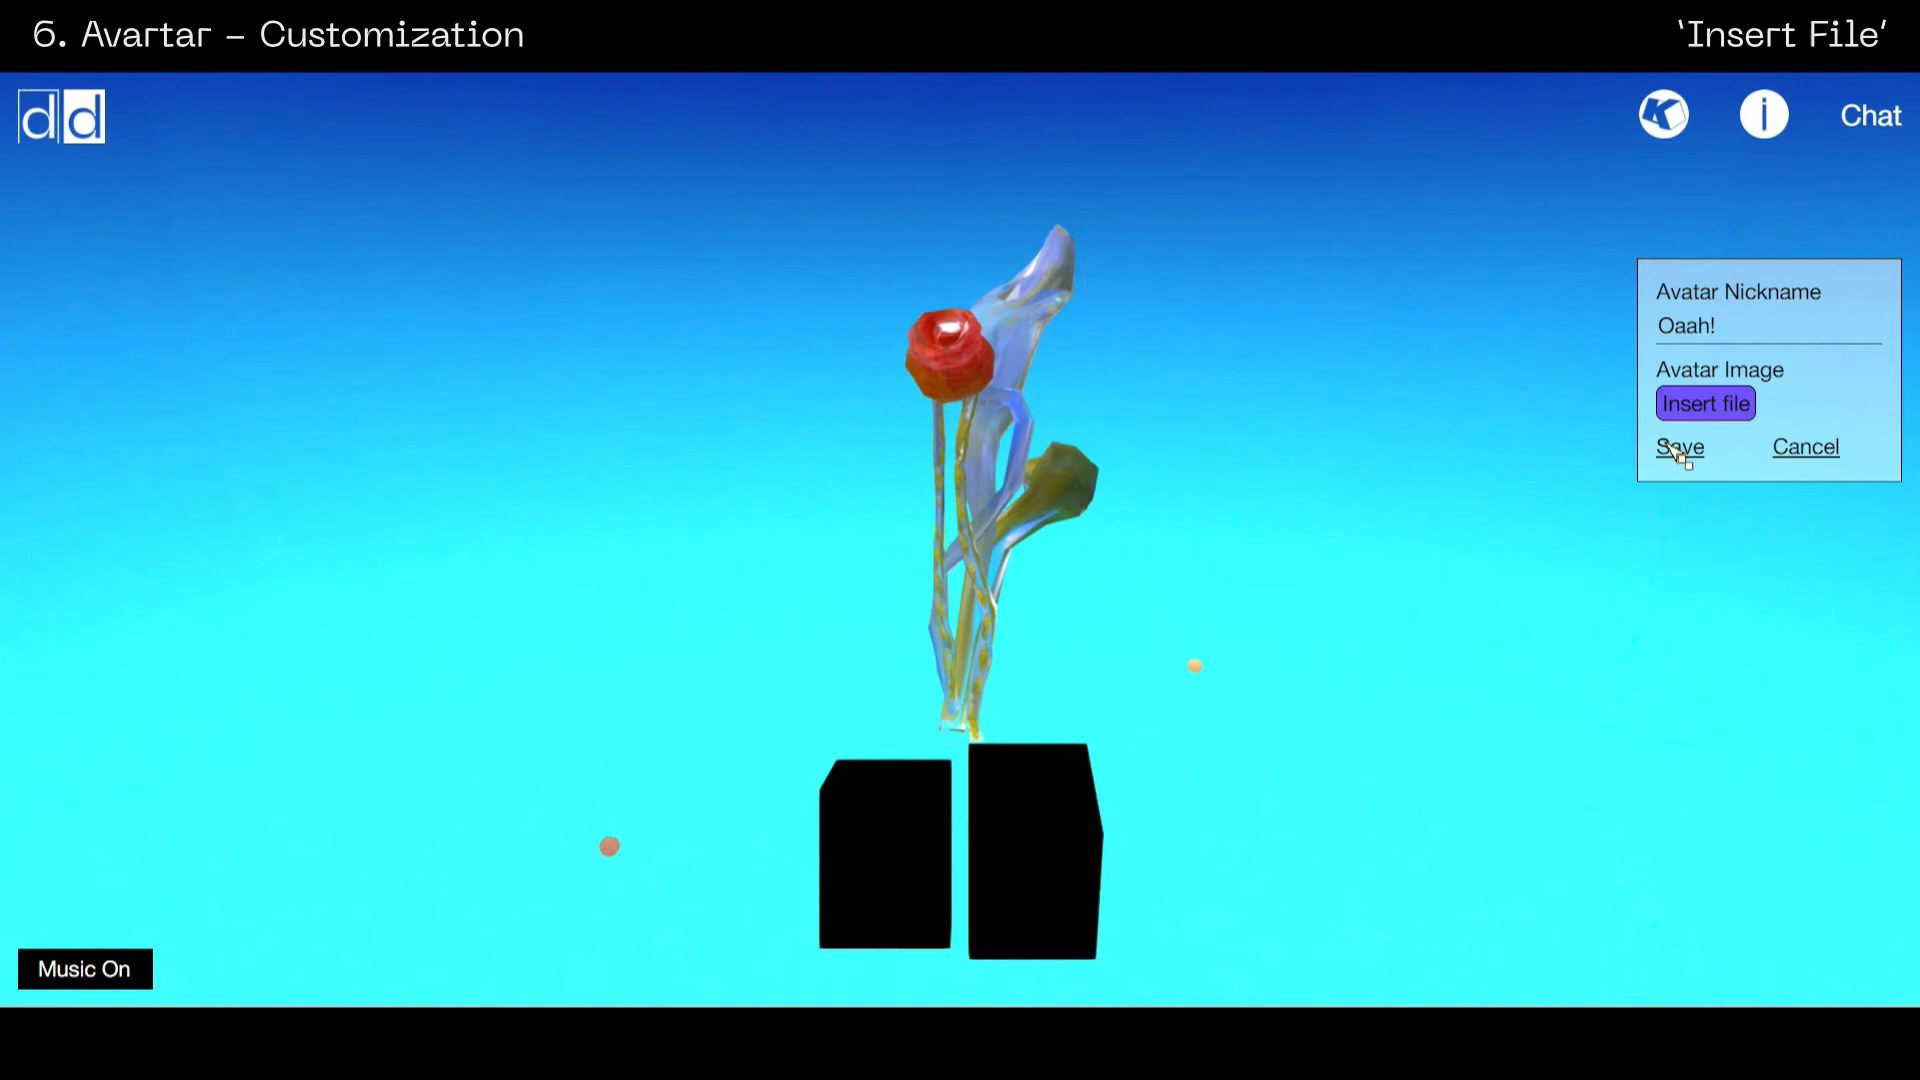 6. Avartar – Customization
‘Insert File’
dd
K
i
Chat
Avatar Nickname
Oaah!
Avatar Image
Insert file
Save
Cancel
Music On